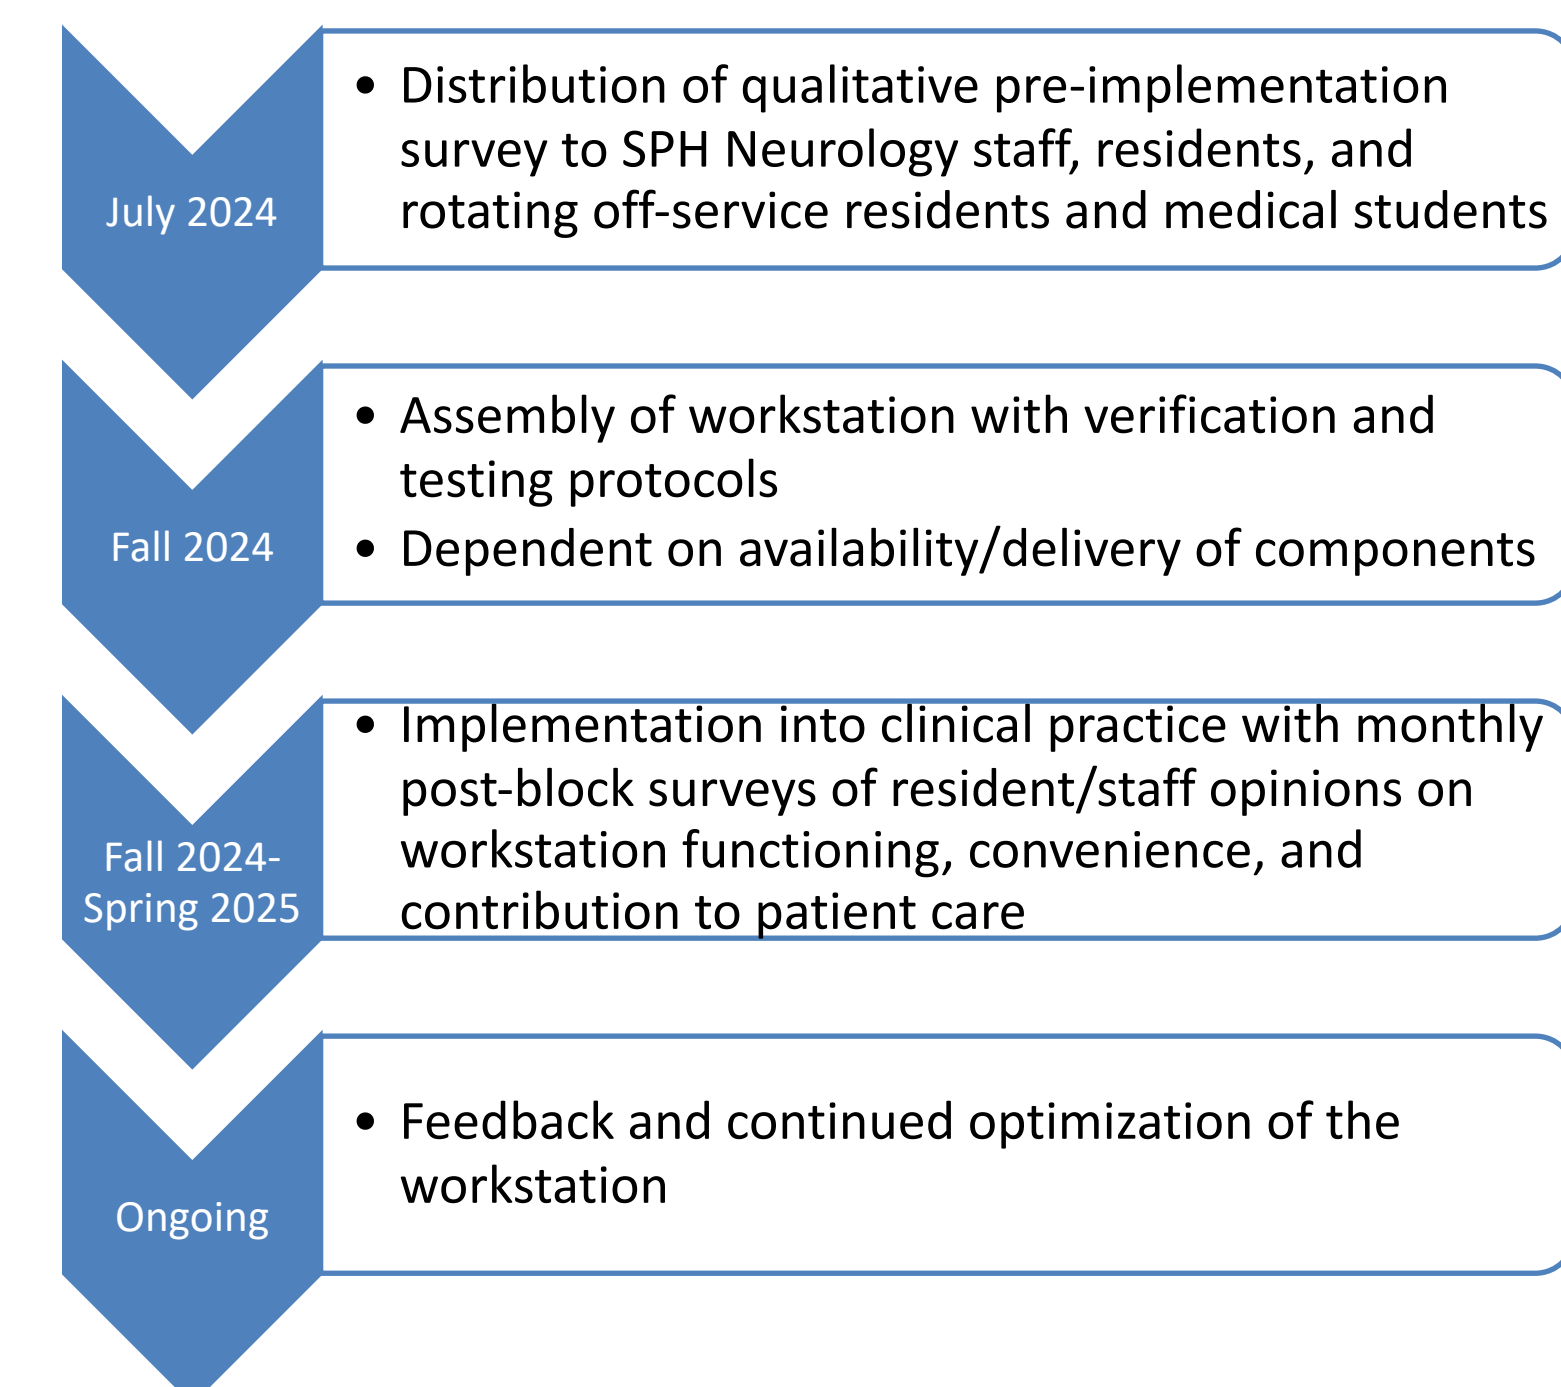 July 2024
• Distribution of qualitative pre-implementation
survey to SPH Neurology staff, residents, and
rotating off-service residents and medical students
Fall 2024
• Assembly of workstation with verification and
testing protocols
• Dependent on availability/delivery of components
Fall 2024-
Spring 2025
• Implementation into clinical practice with monthly
post-block surveys of resident/staff opinions on
workstation functioning, convenience, and
contribution to patient care
Ongoing
• Feedback and continued optimization of the
workstation